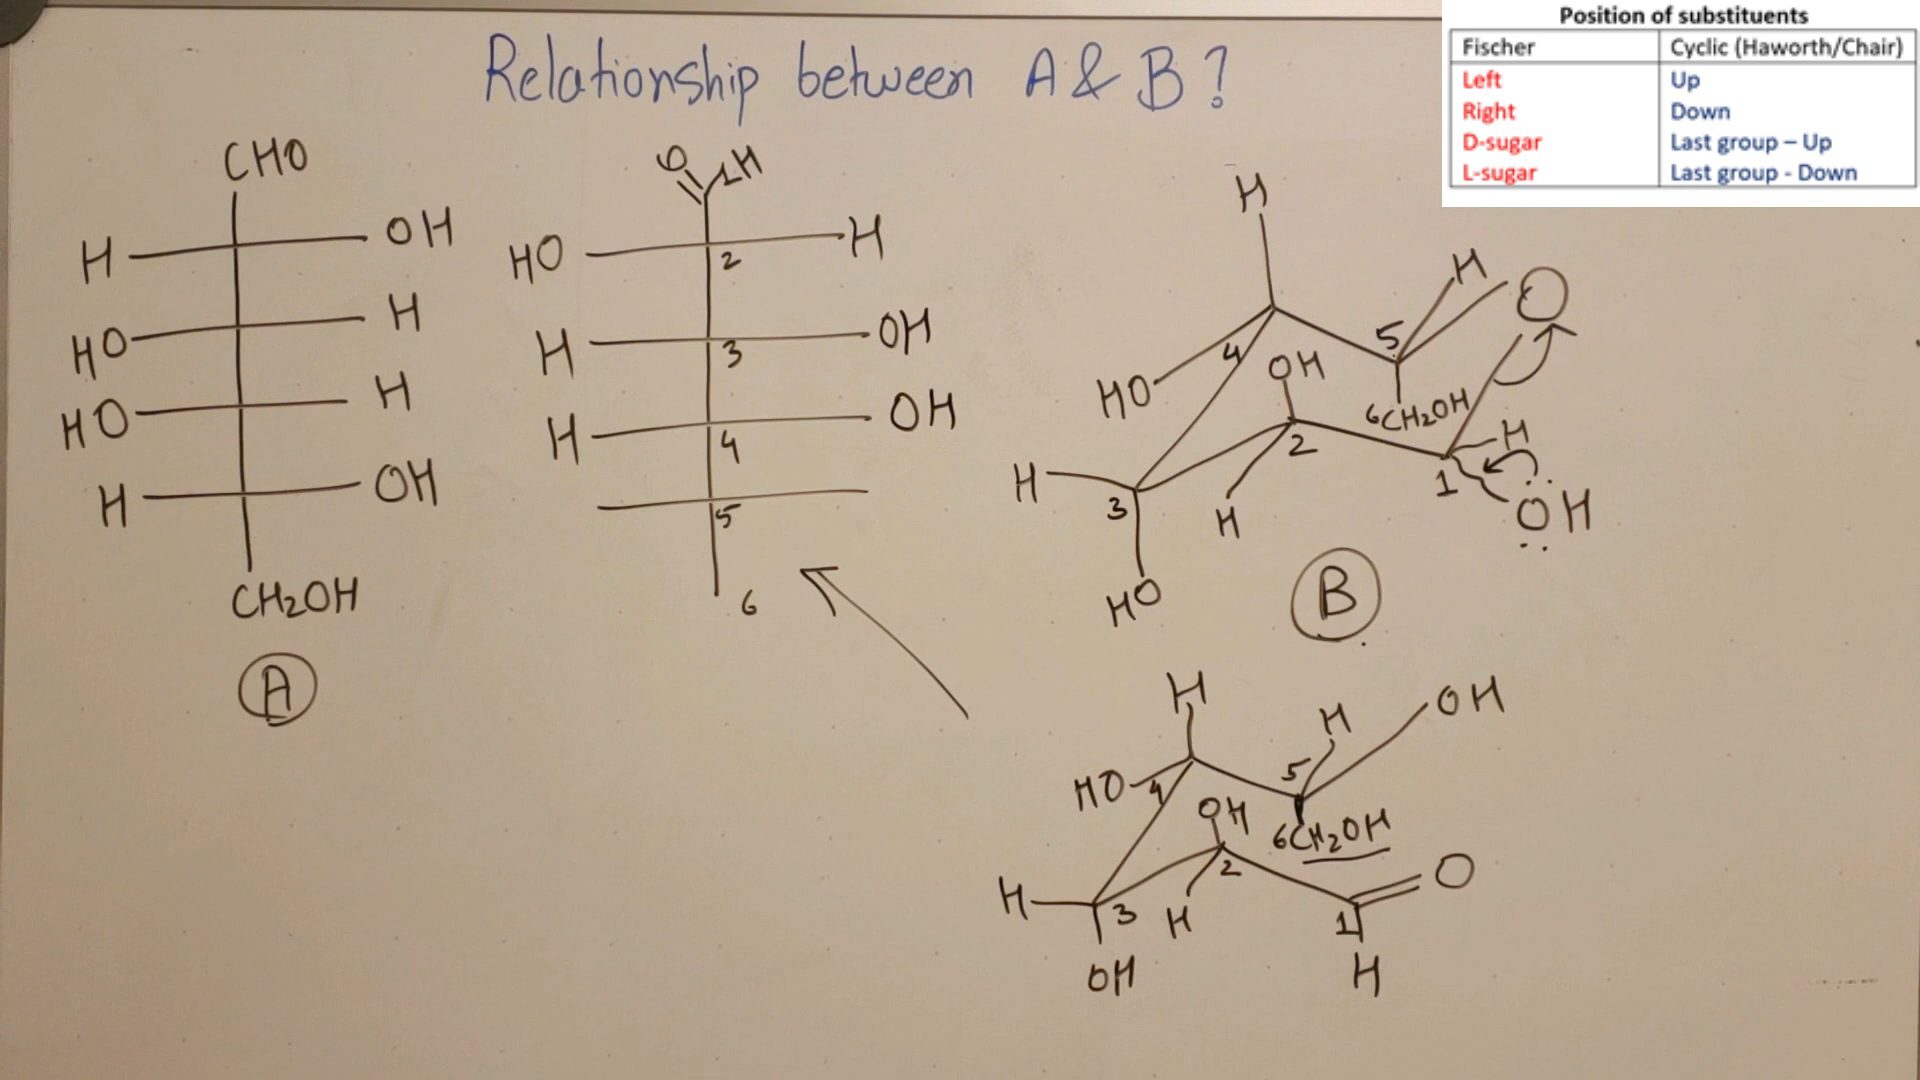 Relationship between A & B?
Position of substituents
Fischer Cyclic (Haworth/Chair)
Left Up
Right Down
D-sugar Last group – Up
L-sugar Last group - Down
CHO
H OH
HO H
HO H
H OH
CH2OH
A
O H
HO H
2
H OH
3
H OH
4
5
6
H
H O
5
4 OH
HO
6CH2OH
H
2
H 3 H 1 OH
HO
B
H OH
H
HO 4 5
OH 6CH2OH
2 O
H 3 H 1
OH H